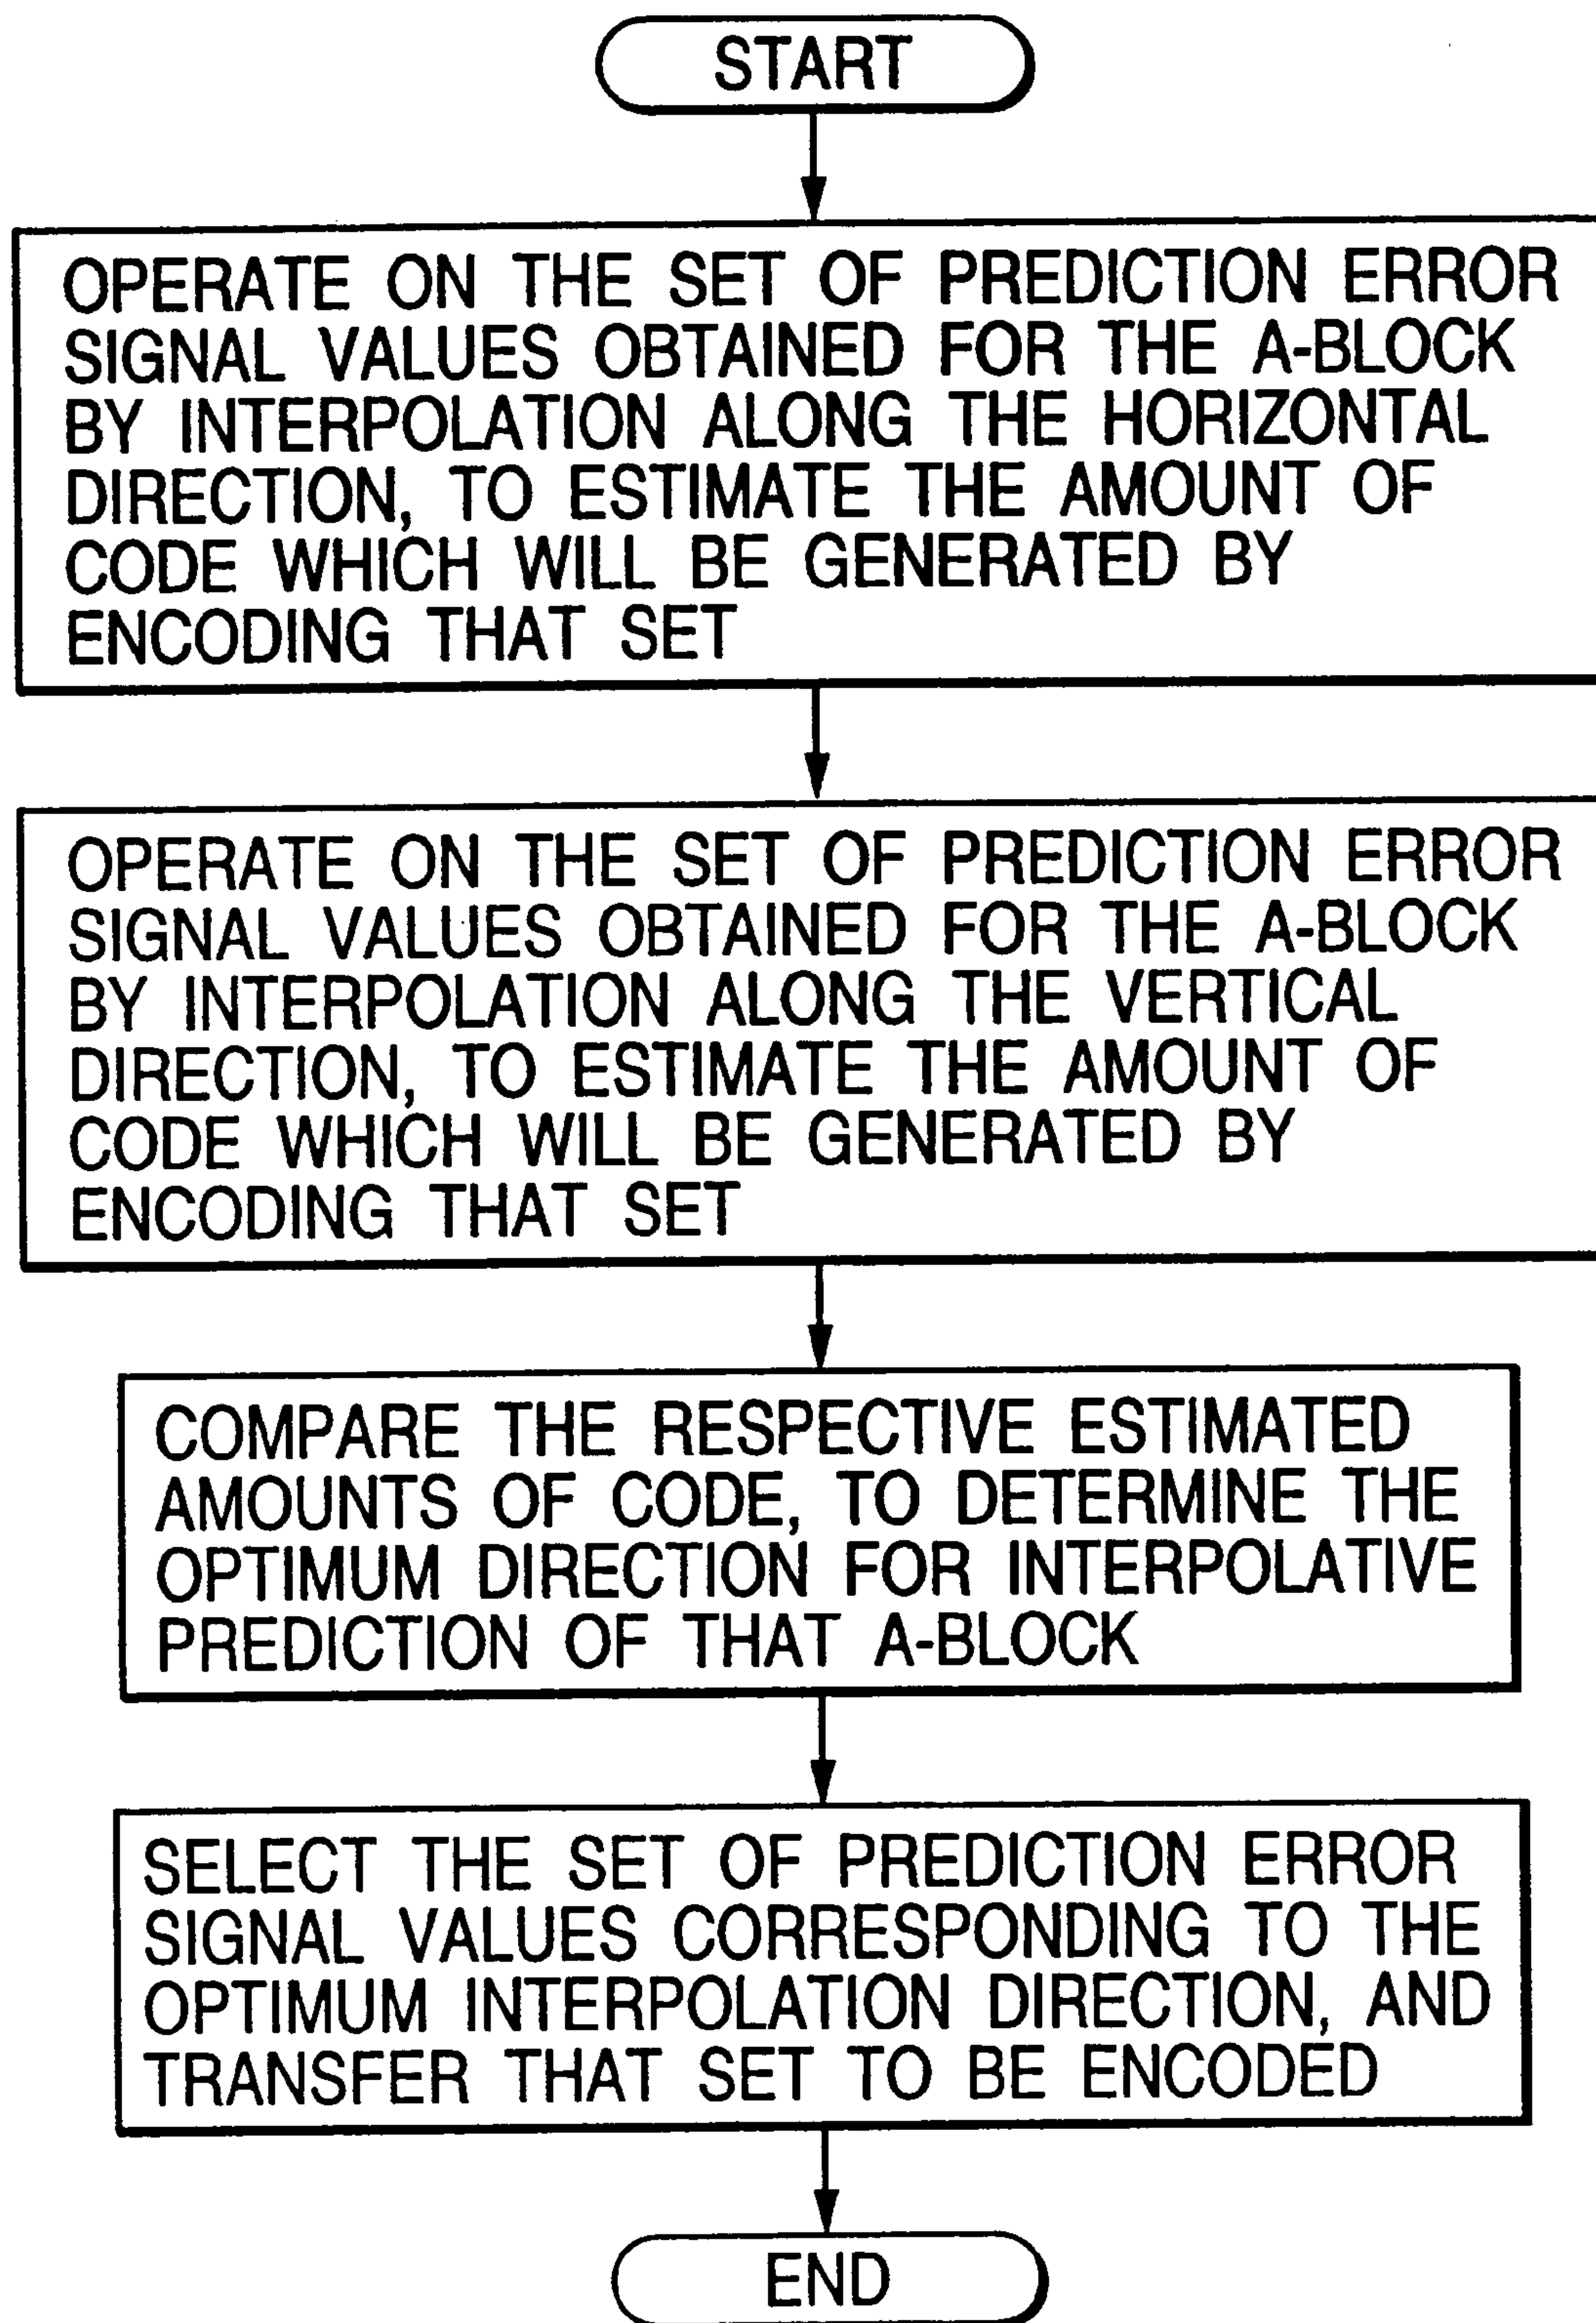 START
OPERATE ON THE SET OF PREDICTION ERROR
SIGNAL VALUES OBTAINED FOR THE A-BLOCK
BY INTERPOLATION ALONG THE HORIZONTAL
DIRECTION, TO ESTIMATE THE AMOUNT OF
CODE WHICH WILL BE GENERATED BY
ENCODING THAT SET
OPERATE ON THE SET OF PREDICTION ERROR
SIGNAL VALUES OBTAINED FOR THE A-BLOCK
BY INTERPOLATION ALONG THE VERTICAL
DIRECTION, TO ESTIMATE THE AMOUNT OF
CODE WHICH WILL BE GENERATED BY
ENCODING THAT SET
COMPARE THE RESPECTIVE ESTIMATED
AMOUNTS OF CODE, TO DETERMINE THE
OPTIMUM DIRECTION FOR INTERPOLATIVE
PREDICTION OF THAT A-BLOCK
SELECT THE SET OF PREDICTION ERROR
SIGNAL VALUES CORRESPONDING TO THE
OPTIMUM INTERPOLATION DIRECTION, AND
TRANSFER THAT SET TO BE ENCODED
END